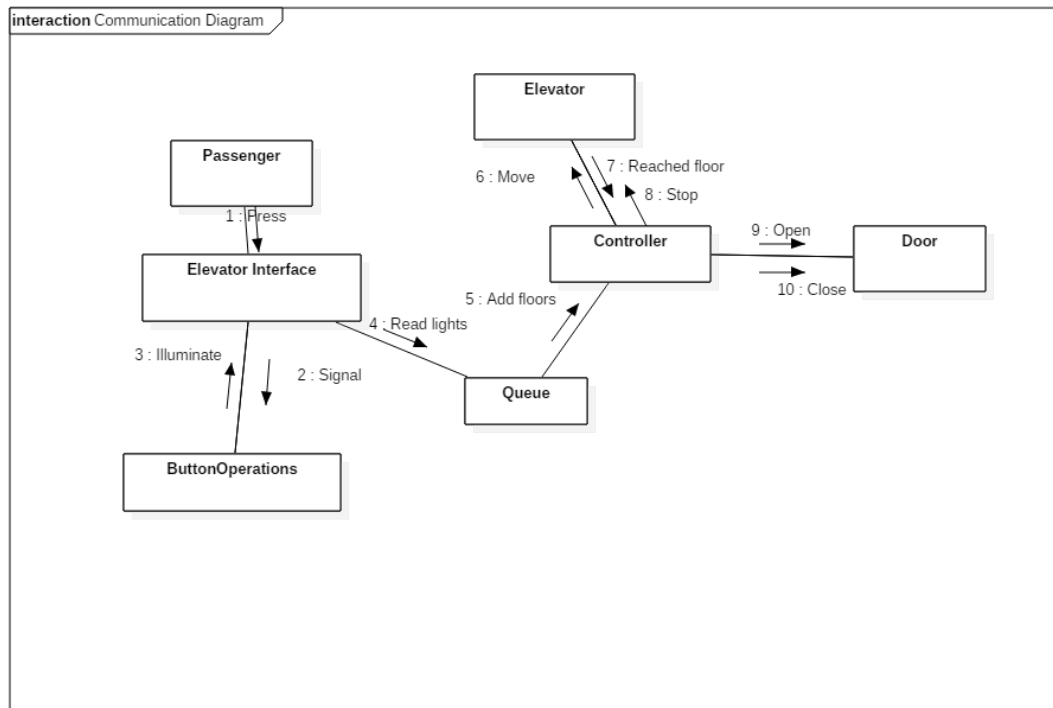 interaction Communication Diagram
Elevator
Passenger
7 : Reached floor
6 : Move
8 : Stop
1 : Press
9 : Open
Controller
Door
Elevator Interface
10 : Close
5 : Add floors
4 : Read lights
3 : Illuminate
2 : Signal
Queue
ButtonOperations